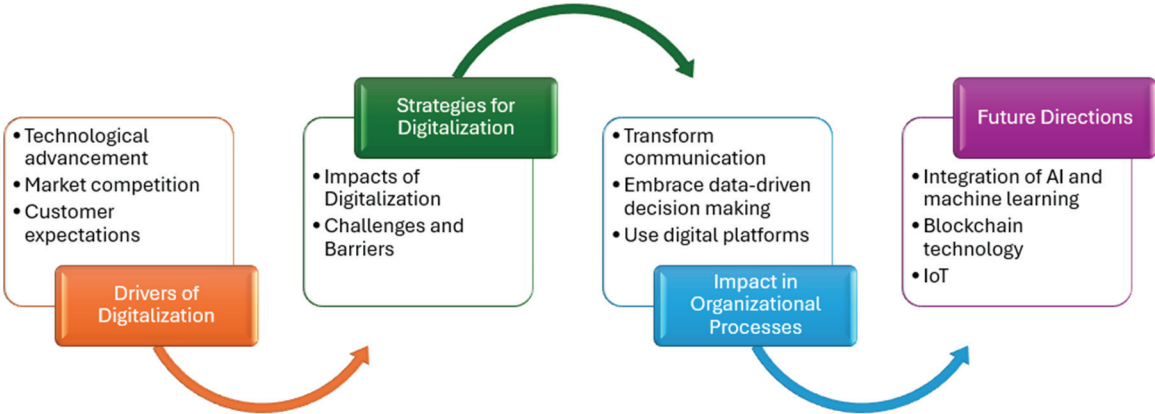 • Technological
advancement
• Market competition
• Customer
expectations
Drivers of
Digitalization
Strategies for
Digitalization
• Impacts of
Digitalization
• Challenges and
Barriers
• Transform
communication
• Embrace data-driven
decision making
• Use digital platforms
Impact in
Organizational
Processes
Future Directions
• Integration of AI and
machine learning
• Blockchain
technology
• IoT